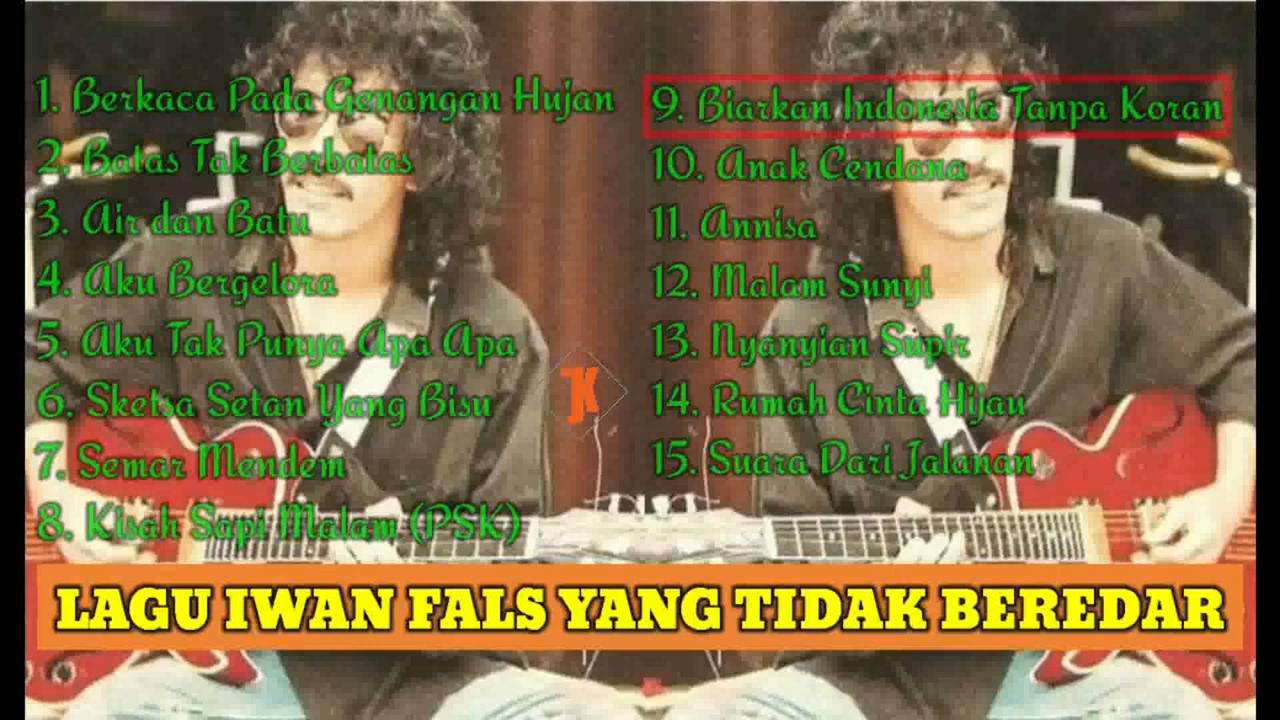 1. Berkaca Pada Genangan Hujan
2. Batas Tak Berbatas
3. Air dan Batu
4. Aku Bergelora
5. Aku Tak Punya Apa Apa
6. Sketsa Setan Yang Bisu
7. Semar Mendem
8. Kisah Sapi Malam (PSK)
9. Biarkan Indonesia Tanpa Koran
10. Anak Cendana
11. Annisa
12. Malam Sunyi
13. Nyanyian Supir
14. Rumah Cinta Hijau
15. Suara Dari Jalanan
JK
LAGU IWAN FALS YANG TIDAK BEREDAR